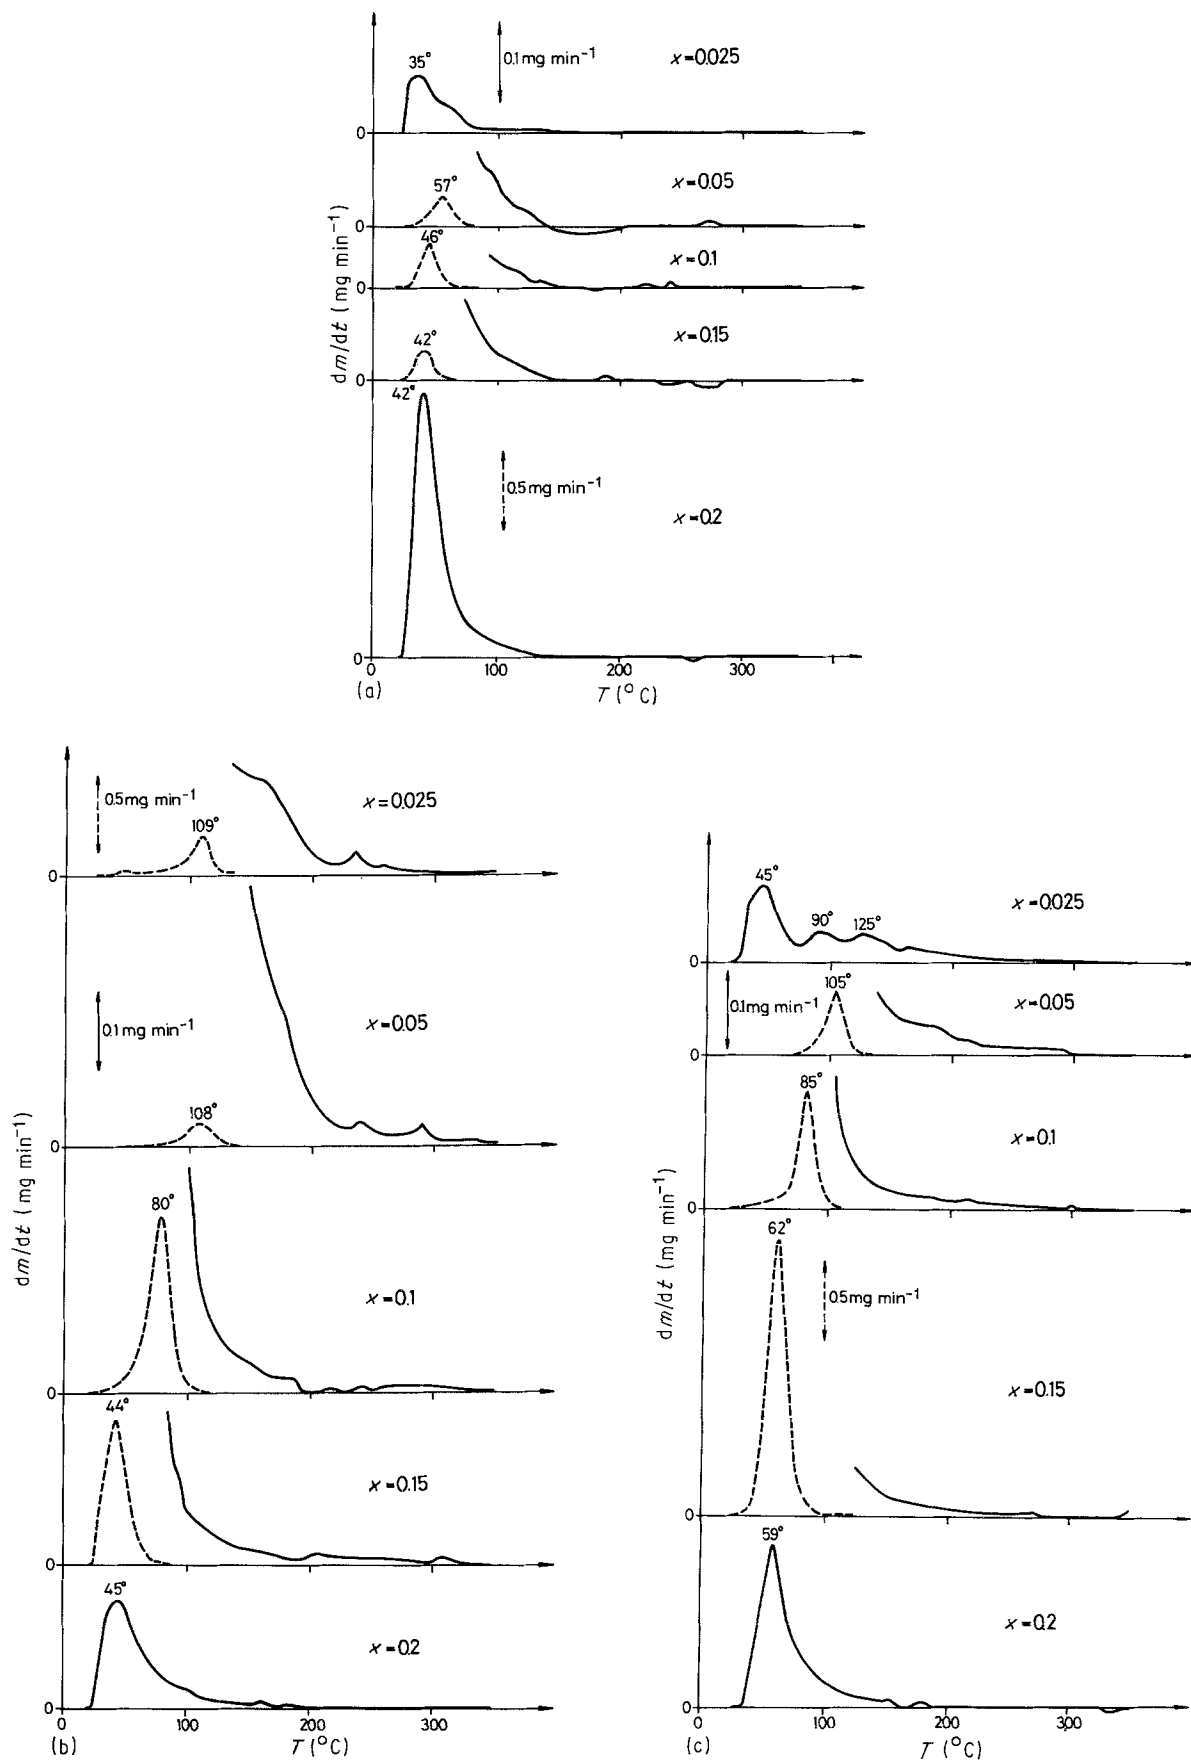 35°
0.1 mg min⁻¹
x=0.025
0
57°
x=0.05
0
46°
x=0.1
0
42°
x=0.15
0
42°
0.5 mg min⁻¹
x=0.2
0
dm/dt (mg min⁻¹)
0 100 200 300
(a) T (°C)
0.5 mg min⁻¹
x=0.025
109°
0
0.1 mg min⁻¹
x=0.05
108°
0
80°
x=0.1
0
44°
x=0.15
0
45°
x=0.2
0
dm/dt (mg min⁻¹)
0 100 200 300
(b) T (°C)
45°
90°
125°
x=0.025
0
0.1 mg min⁻¹
105°
x=0.05
0
85°
x=0.1
0
62°
0.5 mg min⁻¹
x=0.15
0
59°
x=0.2
0
dm/dt (mg min⁻¹)
0 100 200 300
(c) T (°C)